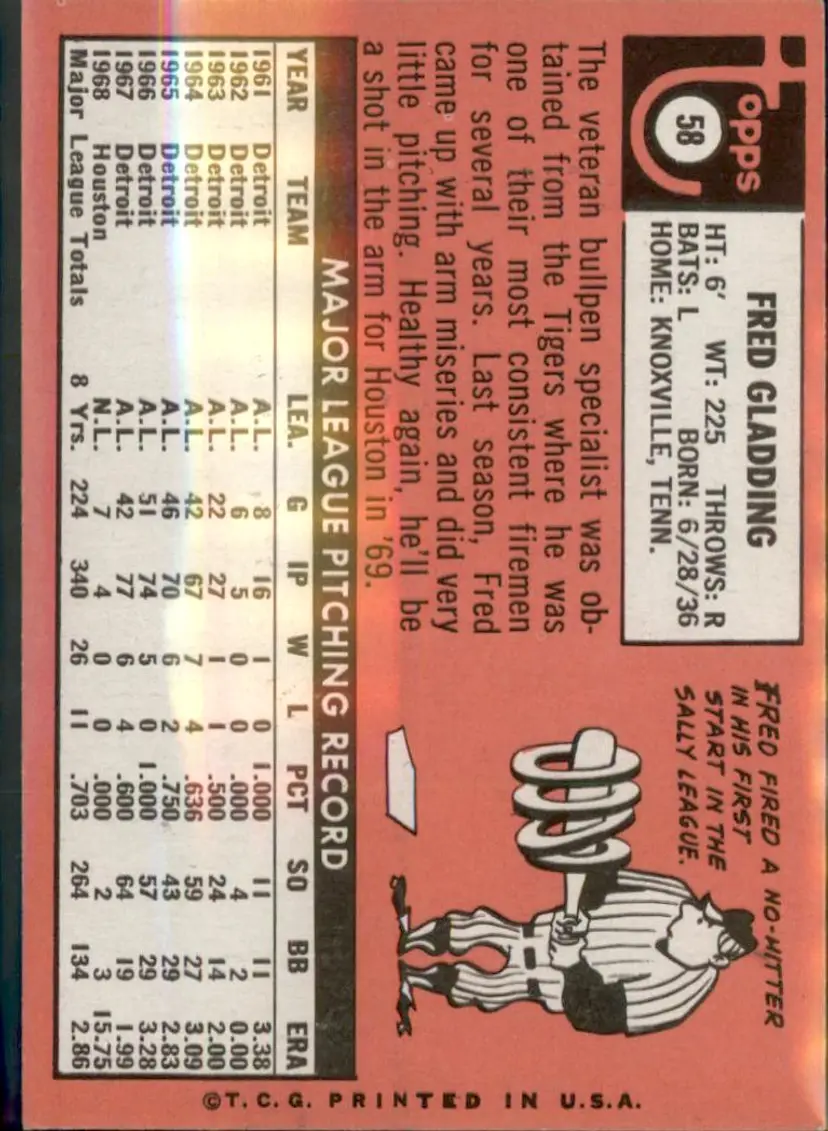 Topps
58
FRED GLADDING
HT: 6' WT: 225 THROWS: R
BATS: L BORN: 6/28/36
HOME: KNOXVILLE, TENN.
The veteran bullpen specialist was ob-
tained from the Tigers where he was
one of their most consistent firemen
for several years. Last season, Fred
came up with arm miseries and did very
little pitching. Healthy again, he'll be
a shot in the arm for Houston in '69.
FRED FIRED A NO-HITTER
IN HIS FIRST
START IN THE
SALLY LEAGUE.
MAJOR LEAGUE PITCHING RECORD
YEAR TEAM LEA. G IP W L PCT SO BB ERA
1961 Detroit A.L. 8 16 1 0 1.000 11 11 3.38
1962 Detroit A.L. 6 5 0 0 .000 4 2 0.00
1963 Detroit A.L. 22 27 1 1 .500 24 14 2.00
1964 Detroit A.L. 42 67 7 4 .636 59 27 3.09
1965 Detroit A.L. 46 70 6 2 .750 43 29 2.83
1966 Detroit A.L. 51 74 5 0 1.000 57 29 3.28
1967 Detroit A.L. 42 77 6 4 .600 64 19 1.99
1968 Houston N.L. 7 4 0 0 .000 2 3 15.75
Major League Totals 8 Yrs. 224 340 26 11 .703 264 134 2.86
©T.C.G. PRINTED IN U.S.A.